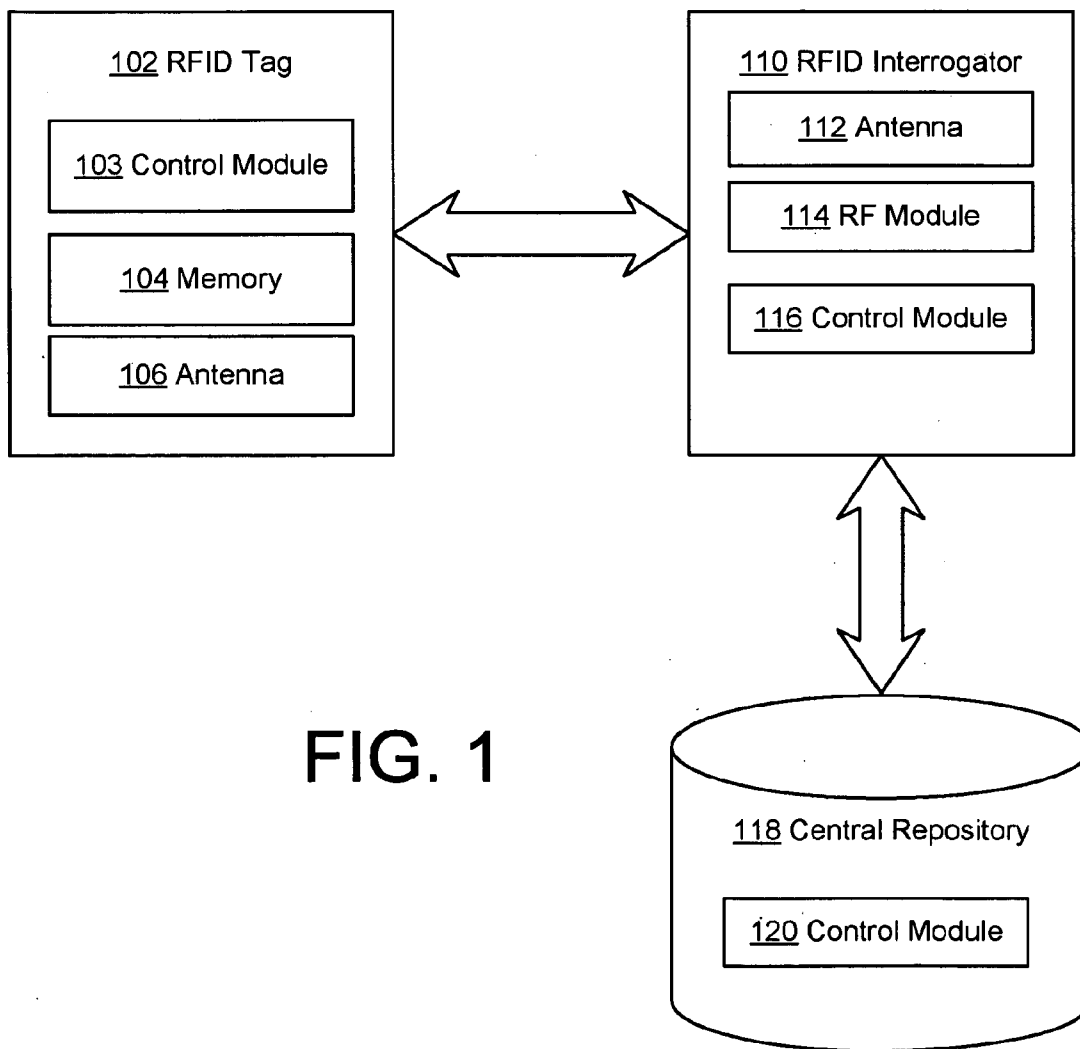 102 RFID Tag
103 Control Module
104 Memory
106 Antenna
110 RFID Interrogator
112 Antenna
114 RF Module
116 Control Module
FIG. 1
118 Central Repository
120 Control Module